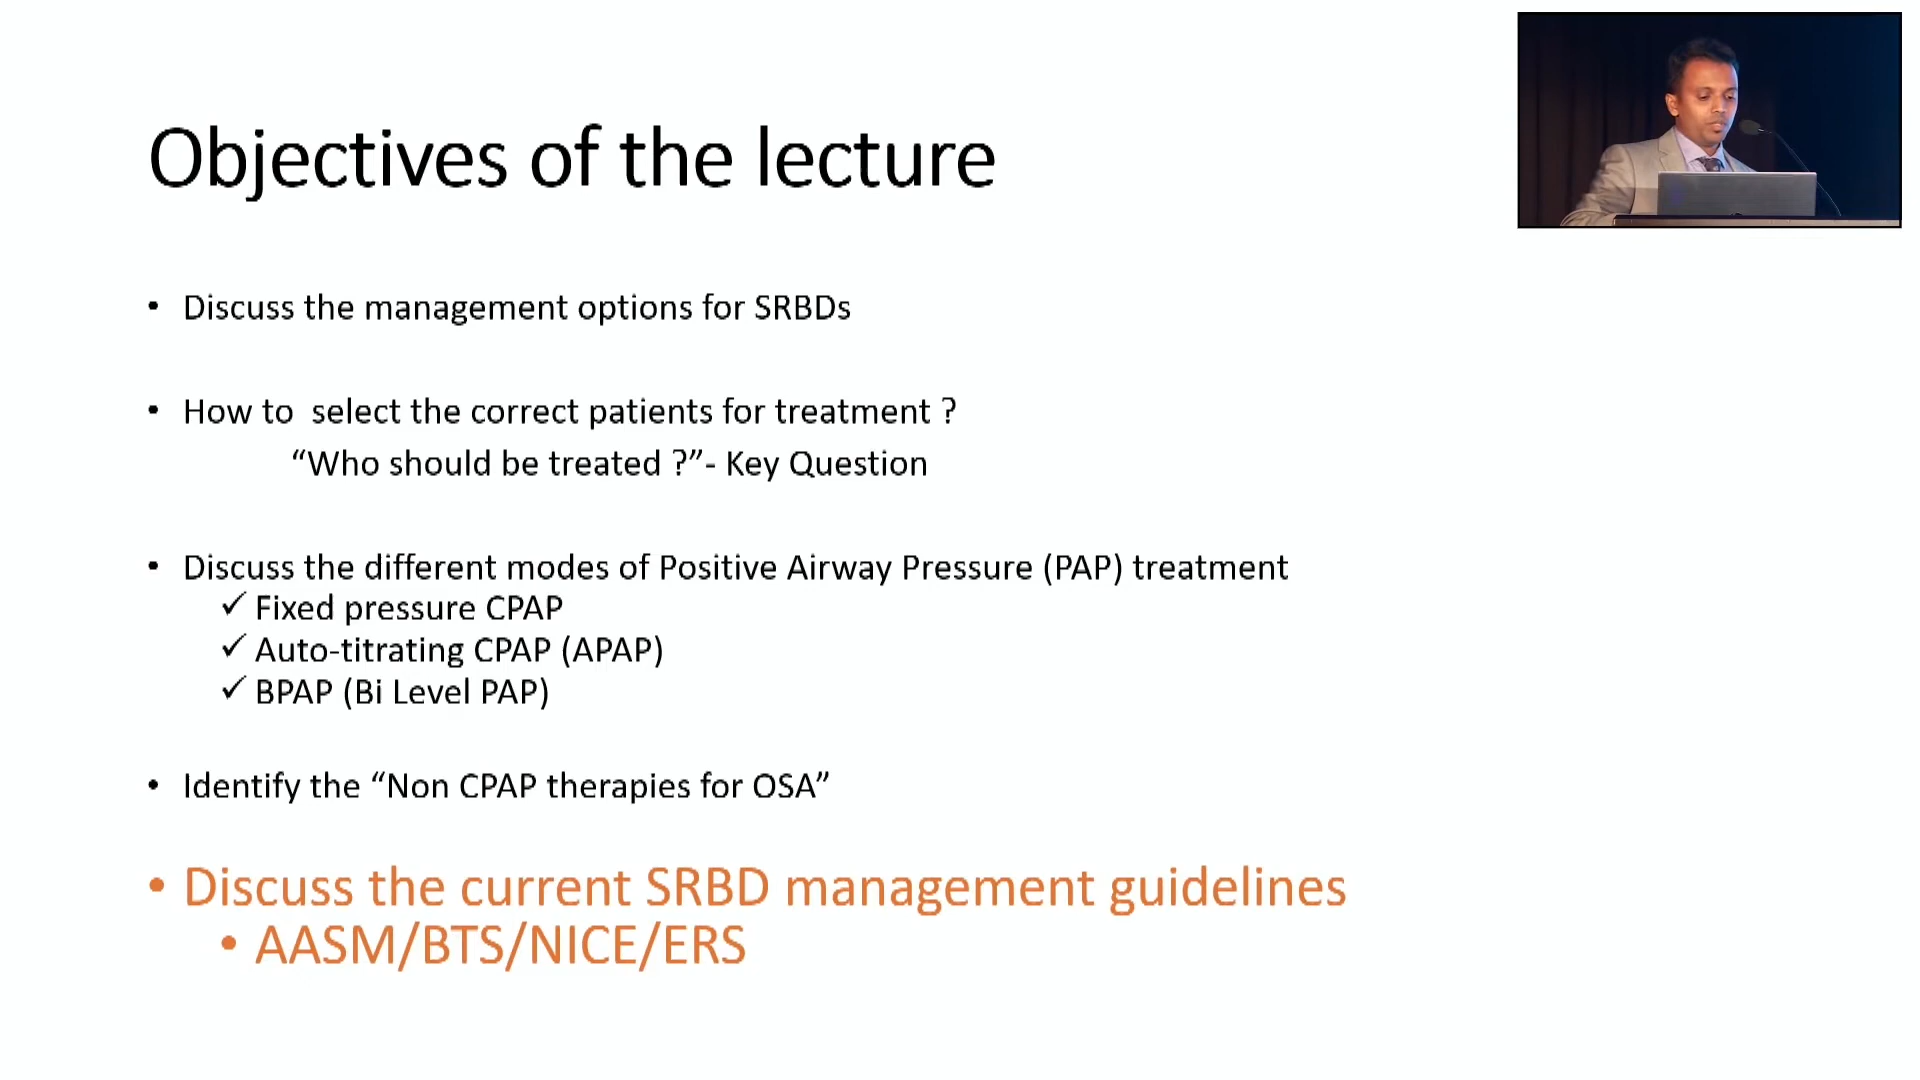 Objectives of the lecture
• Discuss the management options for SRBDs
• How to  select the correct patients for treatment ?
“Who should be treated ?”- Key Question
• Discuss the different modes of Positive Airway Pressure (PAP) treatment
✓ Fixed pressure CPAP
✓ Auto-titrating CPAP (APAP)
✓ BPAP (Bi Level PAP)
• Identify the “Non CPAP therapies for OSA”
• Discuss the current SRBD management guidelines
• AASM/BTS/NICE/ERS